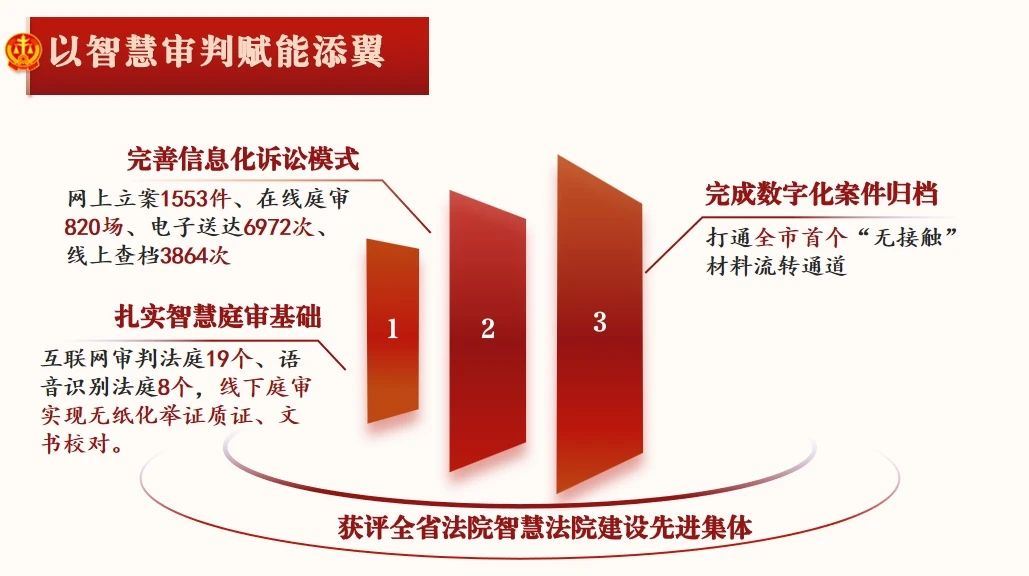 以智慧审判赋能添翼
完善信息化诉讼模式
网上立案1553件、在线庭审
820场、电子送达6972次、
线上查档3864次
扎实智慧庭审基础
互联网审判法庭19个、语
音识别法庭8个，线下庭审
实现无纸化举证质证、文
书校对。
1
2
3
完成数字化案件归档
打通全市首个“无接触”
材料流转通道
获评全省法院智慧法院建设先进集体